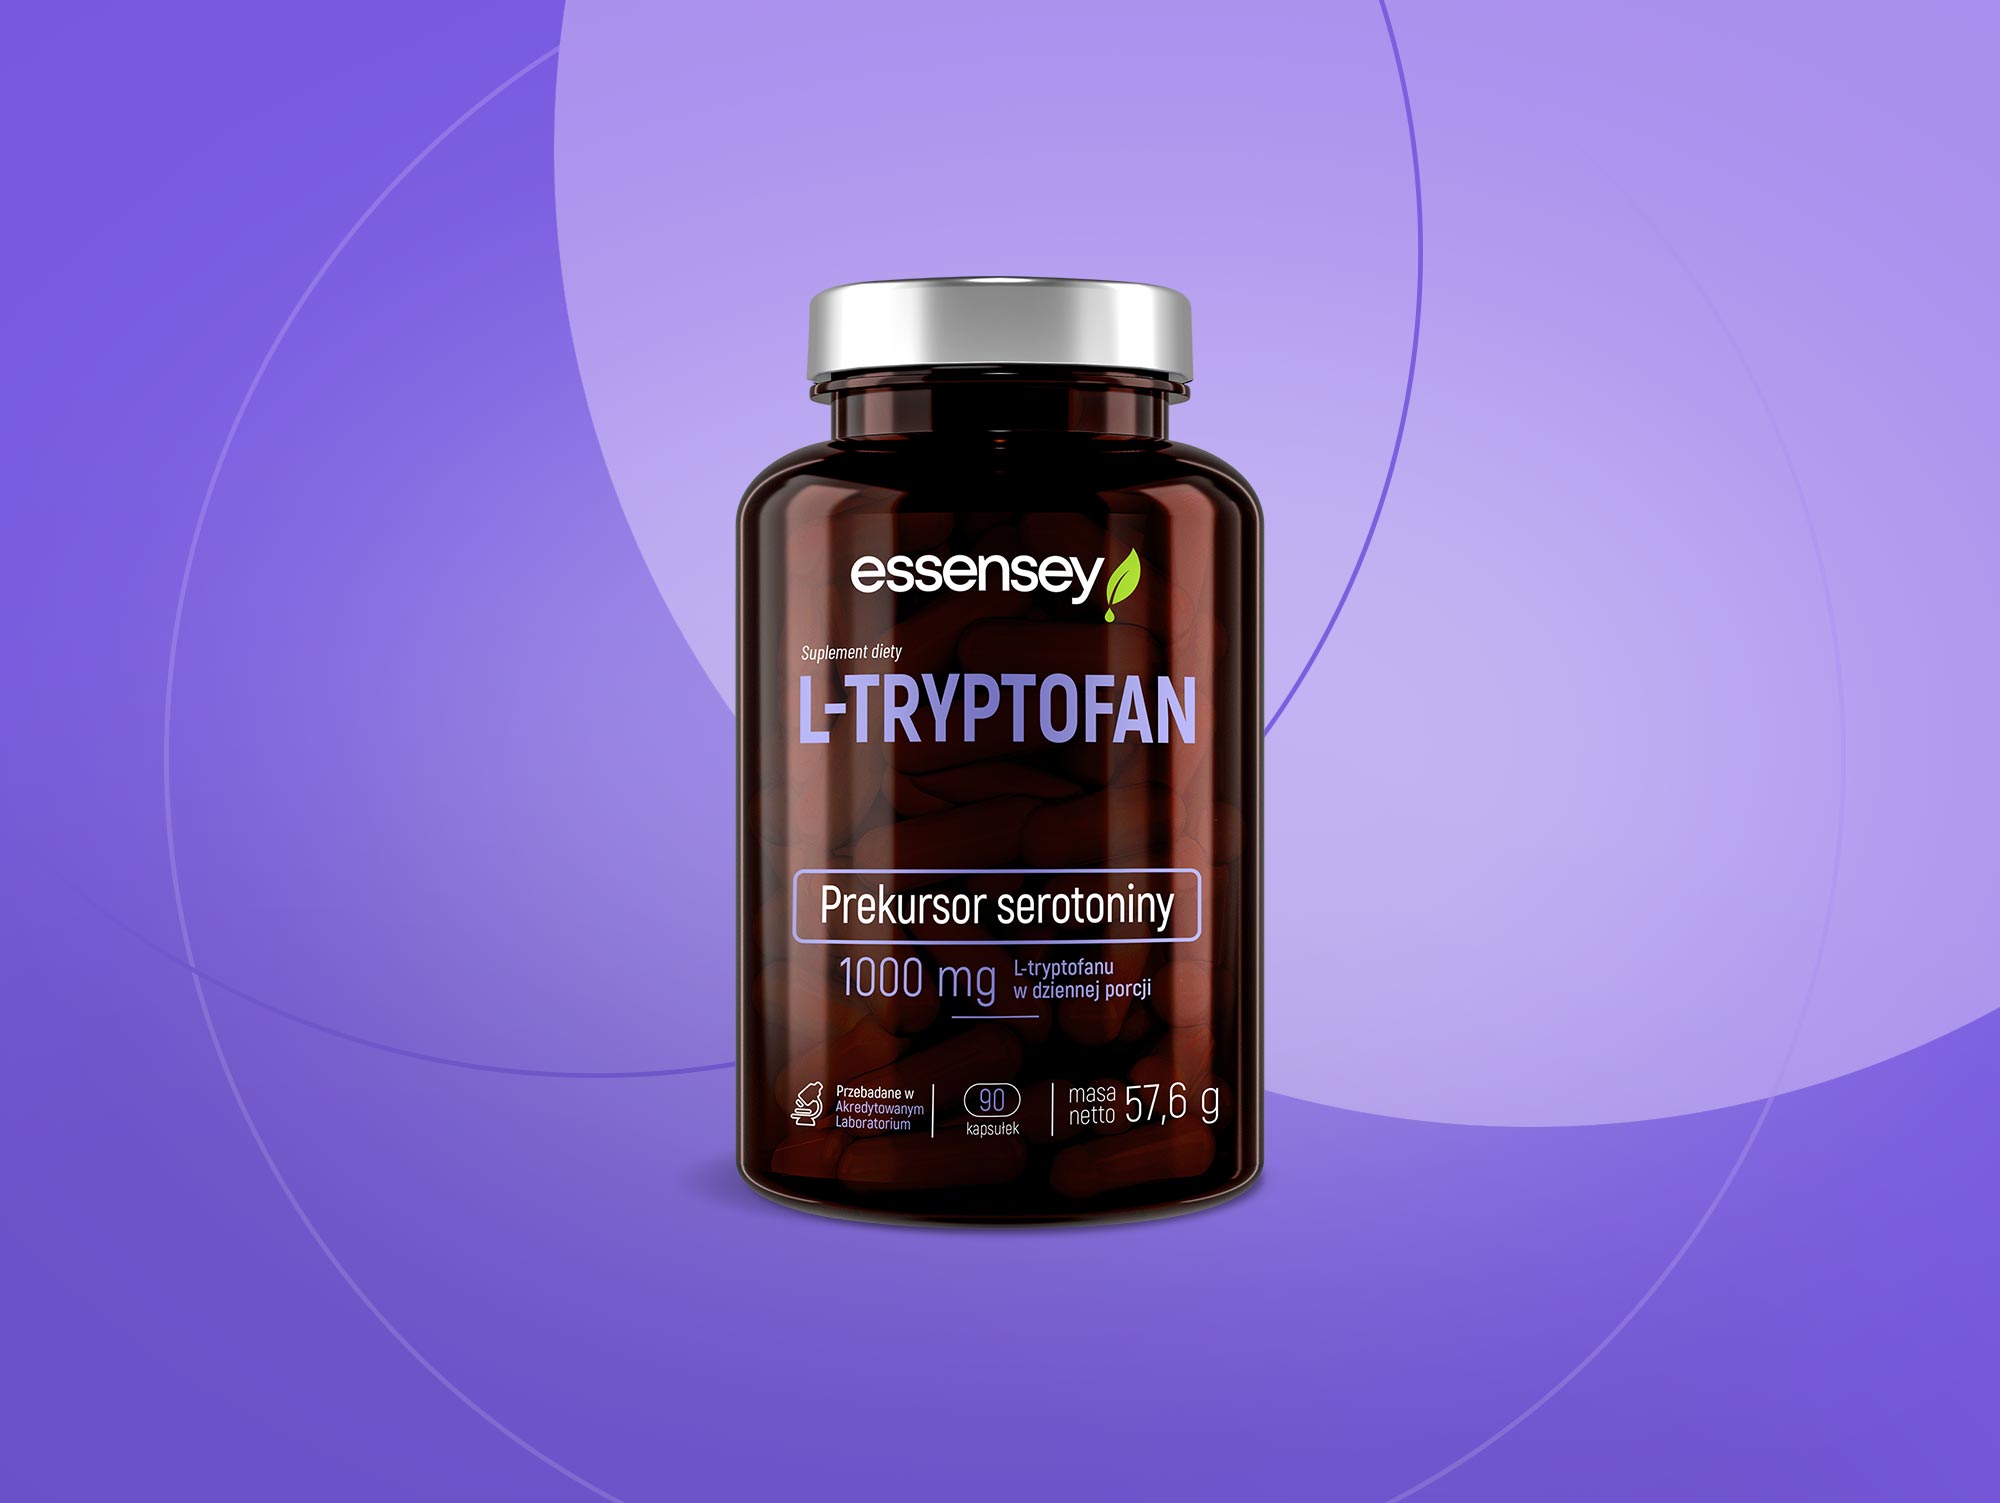 essensey
Suplement diety
L-TRYPTOFAN
Prekursor serotoniny
1000 mg
L-tryptofanu
w dziennej porcji
Przebadane w
Akredytowanym
Laboratorium
90
kapsułek
masa
netto
57,6 g